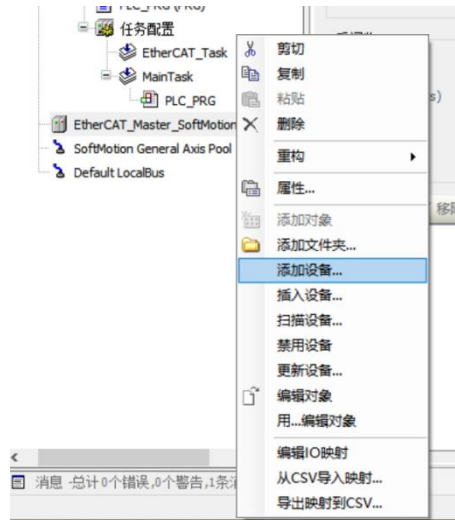 PLC_PRG (PRG)
任务配置
EtherCAT_Task
MainTask
PLC_PRG
EtherCAT_Master_SoftMotion
SoftMotion General Axis Pool
Default LocalBus
剪切
复制
粘贴
删除
重构
属性...
添加对象
添加文件夹...
添加设备...
插入设备...
扫描设备...
禁用设备
更新设备...
编辑对象
用...编辑对象
编辑IO映射
从CSV导入映射...
导出映射到CSV...
s)
移除
消息 -总计0个错误,0个警告,1条消